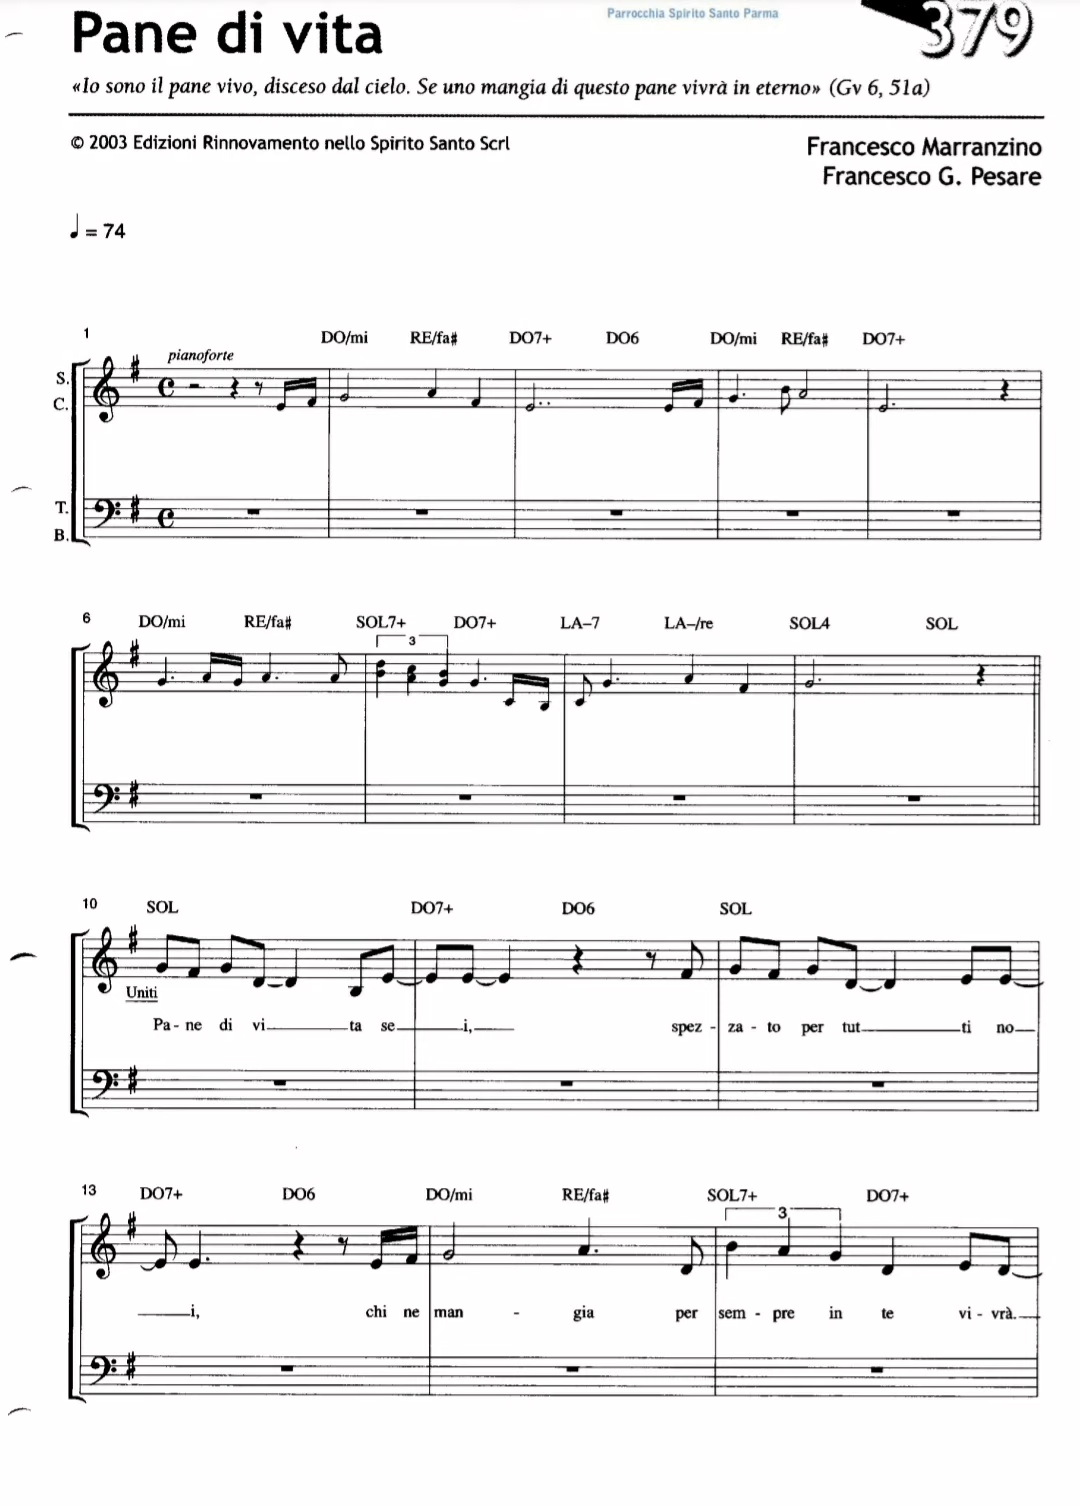 Parrocchia Spirito Santo Parma
379
Pane di vita
«Io sono il pane vivo, disceso dal cielo. Se uno mangia di questo pane vivrà in eterno» (Gv 6, 51a)
© 2003 Edizioni Rinnovamento nello Spirito Santo Scrl
Francesco Marranzino
Francesco G. Pesare
♩ = 74
1 DO/mi RE/fa# DO7+ DO6 DO/mi RE/fa# DO7+
pianoforte
S.
C.
T.
B.
6 DO/mi RE/fa# SOL7+ DO7+ LA–7 LA–/re SOL4 SOL
3
10 SOL DO7+ DO6 SOL
Uniti
Pa - ne di vi ta se i, spez - za - to per tut ti no
13 DO7+ DO6 DO/mi RE/fa# SOL7+ DO7+
3
i, chi ne man - gia per sem - pre in te vi - vrà.